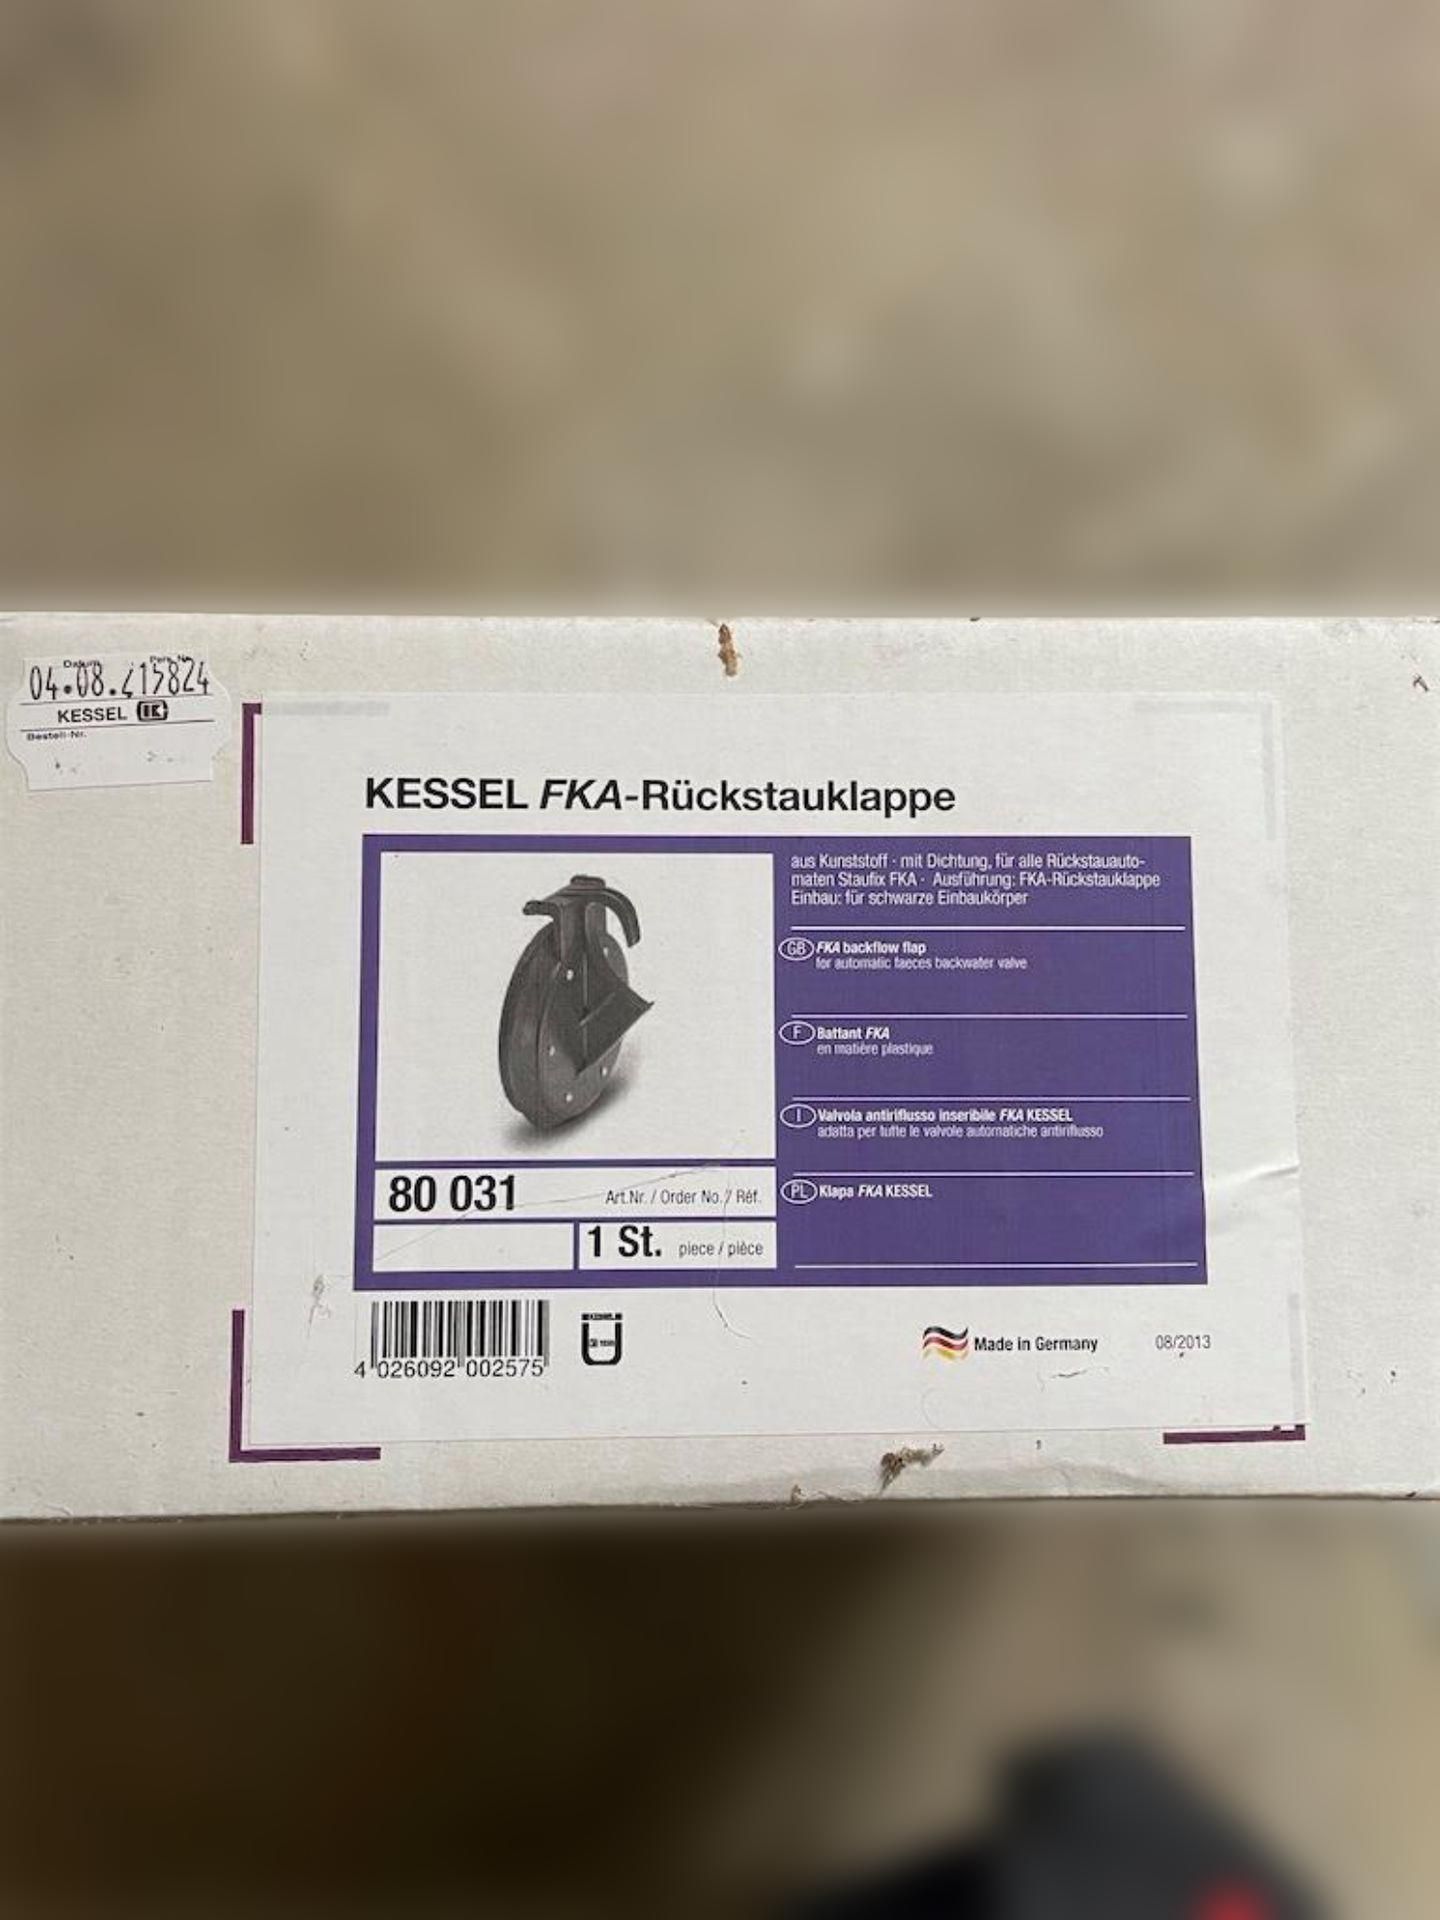 Datum Pers.Nr.
04.08.415824
KESSEL
Bestell-Nr.
KESSEL FKA-Rückstauklappe
aus Kunststoff · mit Dichtung, für alle Rückstauauto-
maten Staufix FKA · Ausführung: FKA-Rückstauklappe
Einbau: für schwarze Einbaukörper
GB FKA backflow flap
for automatic faeces backwater valve
F Battant FKA
en matière plastique
I Valvola antiriflusso inseribile FKA KESSEL
adatta per tutte le valvole automatiche antiriflusso
PL Klapa FKA KESSEL
80 031 Art.Nr. / Order No. / Réf.
1 St. piece / pièce
4 026092 002575
Made in Germany 08/2013